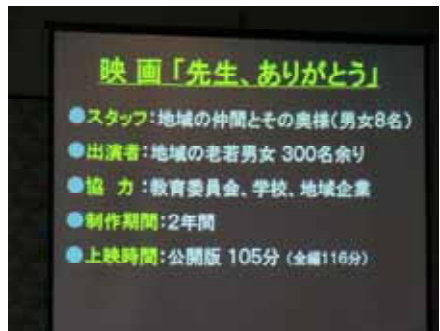 映画「先生、ありがとう」
●スタッフ:地域の仲間とその奥様(男女8名)
●出演者:地域の老若男女 300名余り
●協 力:教育委員会、学校、地域企業
●制作期間:2年間
●上映時間:公開版 105分(全編116分)